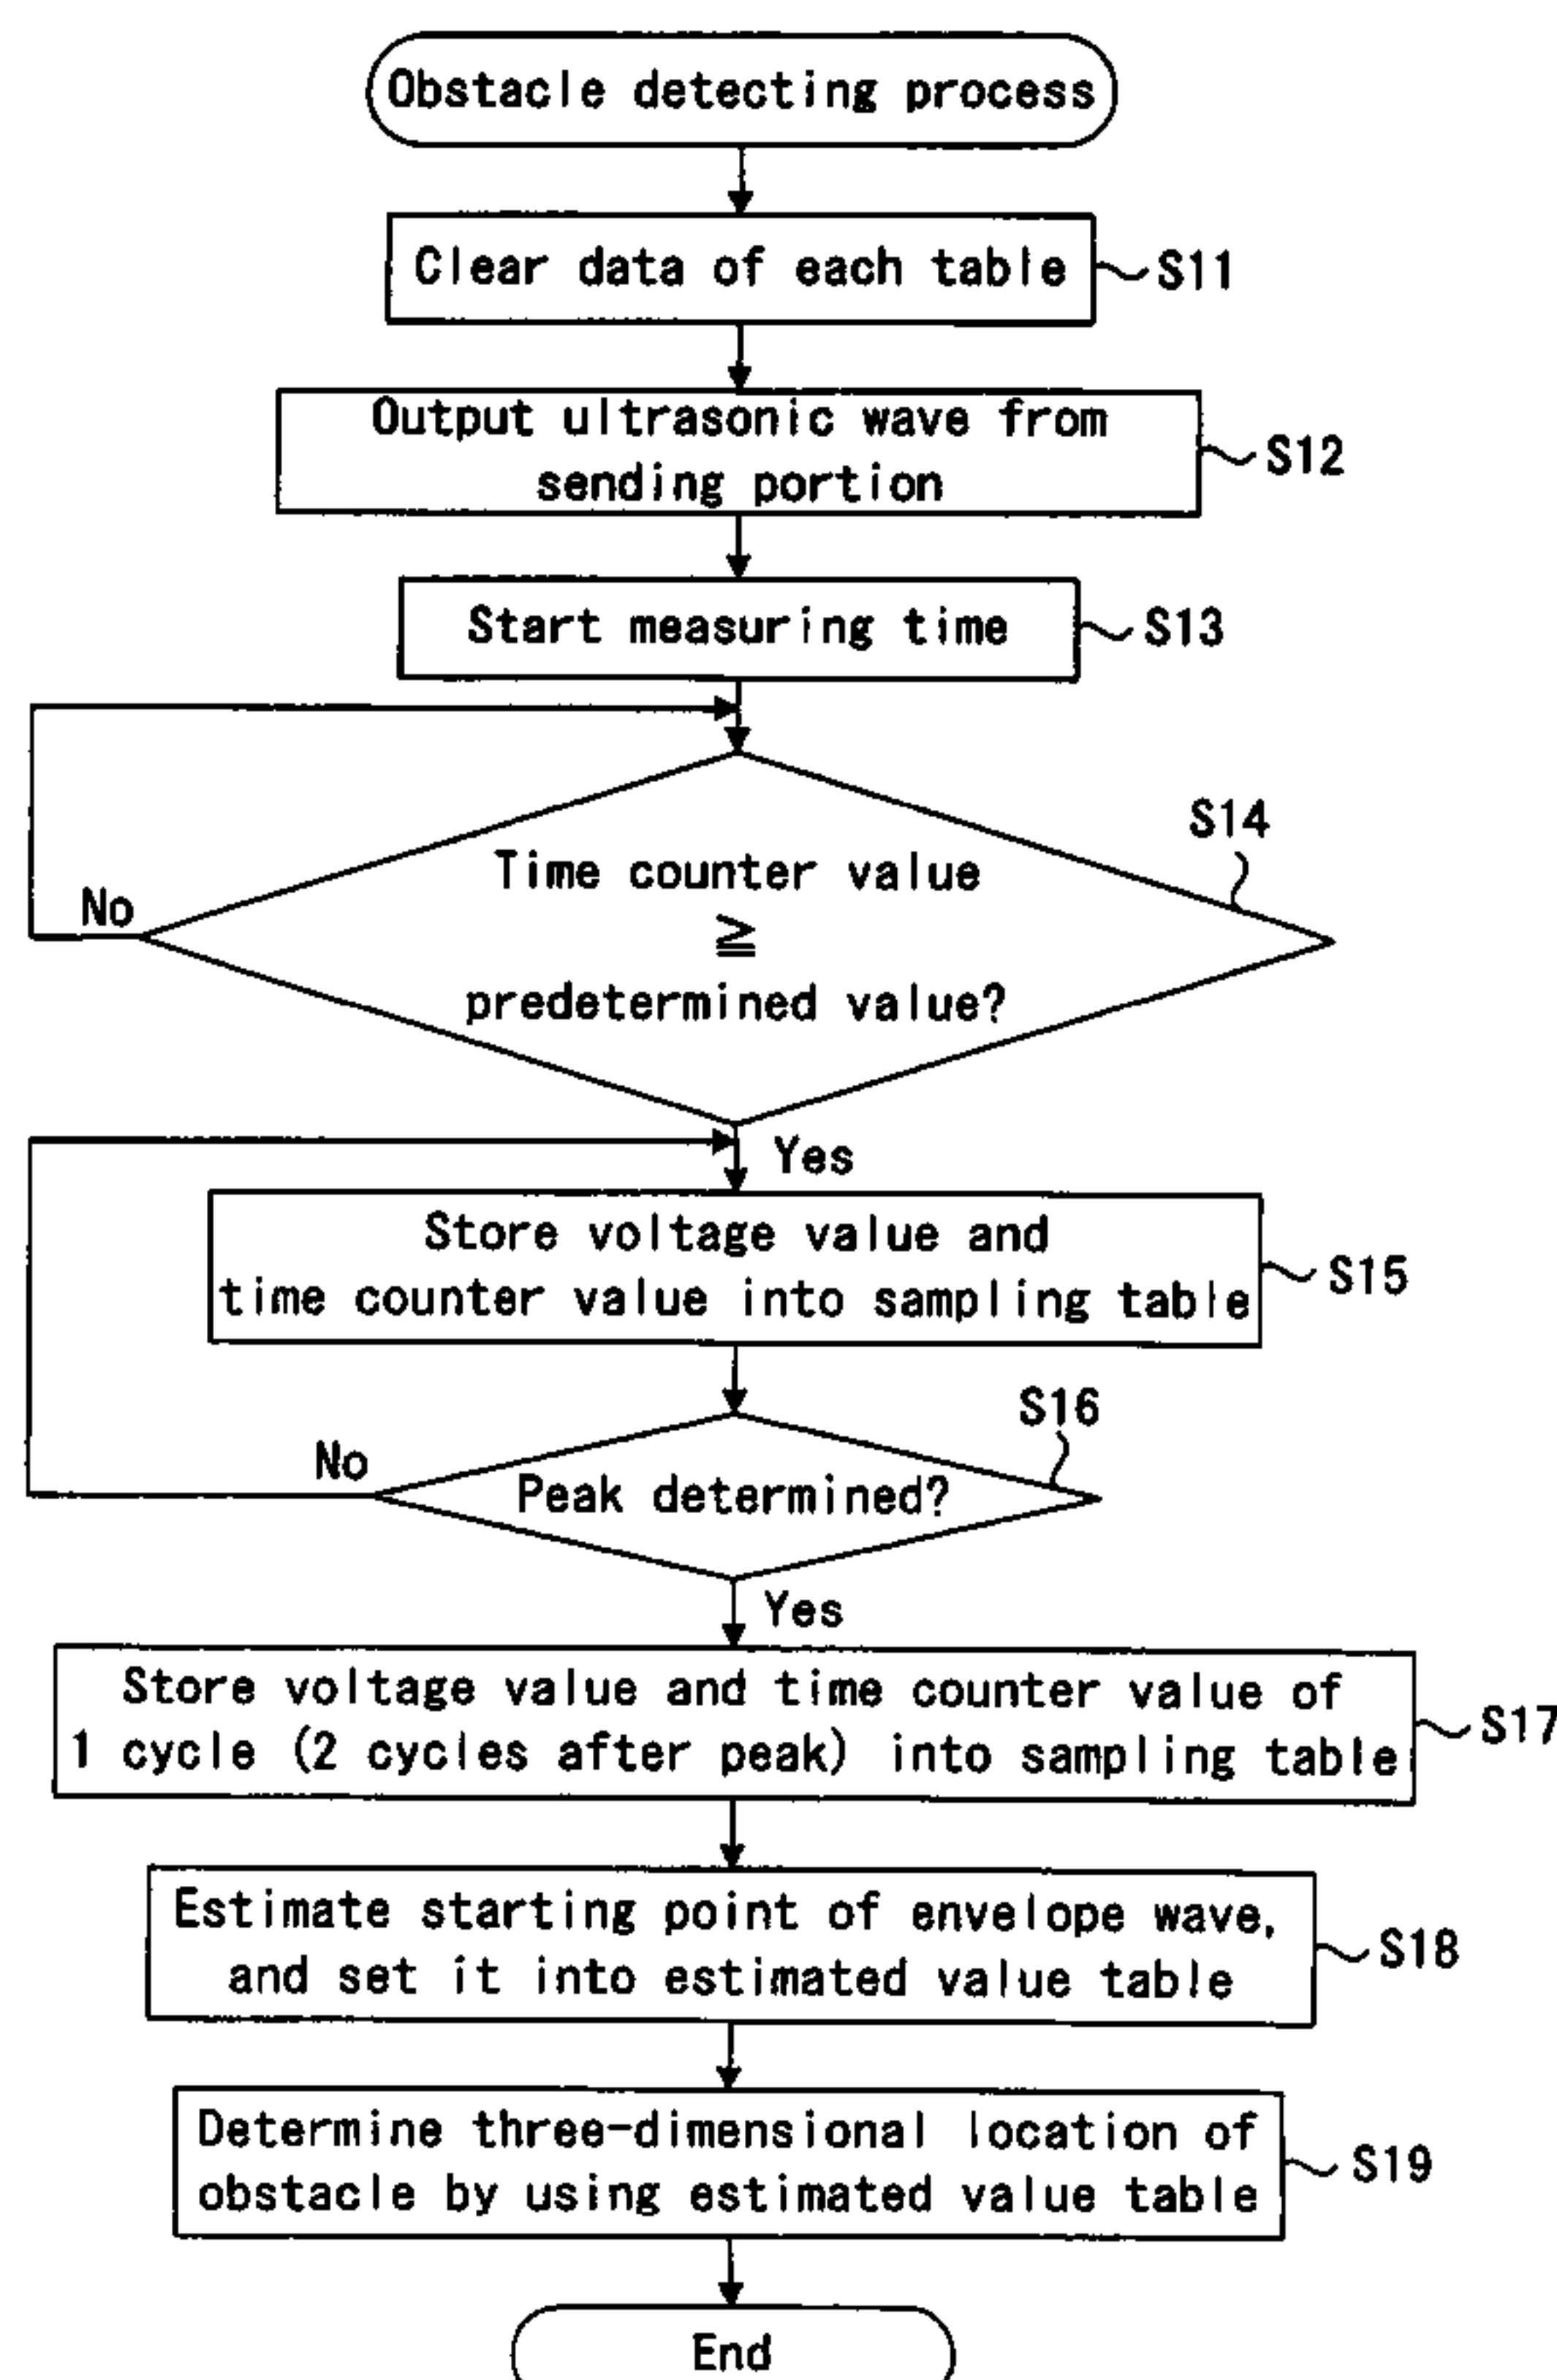 Obstacle detecting process
Clear data of each table
S11
Output ultrasonic wave from
sending portion
S12
Start measuring time
S13
S14
Time counter value
≧
predetermined value?
No
Yes
Store voltage value and
time counter value into sampling table
S15
S16
No
Peak determined?
Yes
Store voltage value and time counter value of
1 cycle (2 cycles after peak) into sampling table
S17
Estimate starting point of envelope wave,
and set it into estimated value table
S18
Determine three-dimensional location of
obstacle by using estimated value table
S19
End